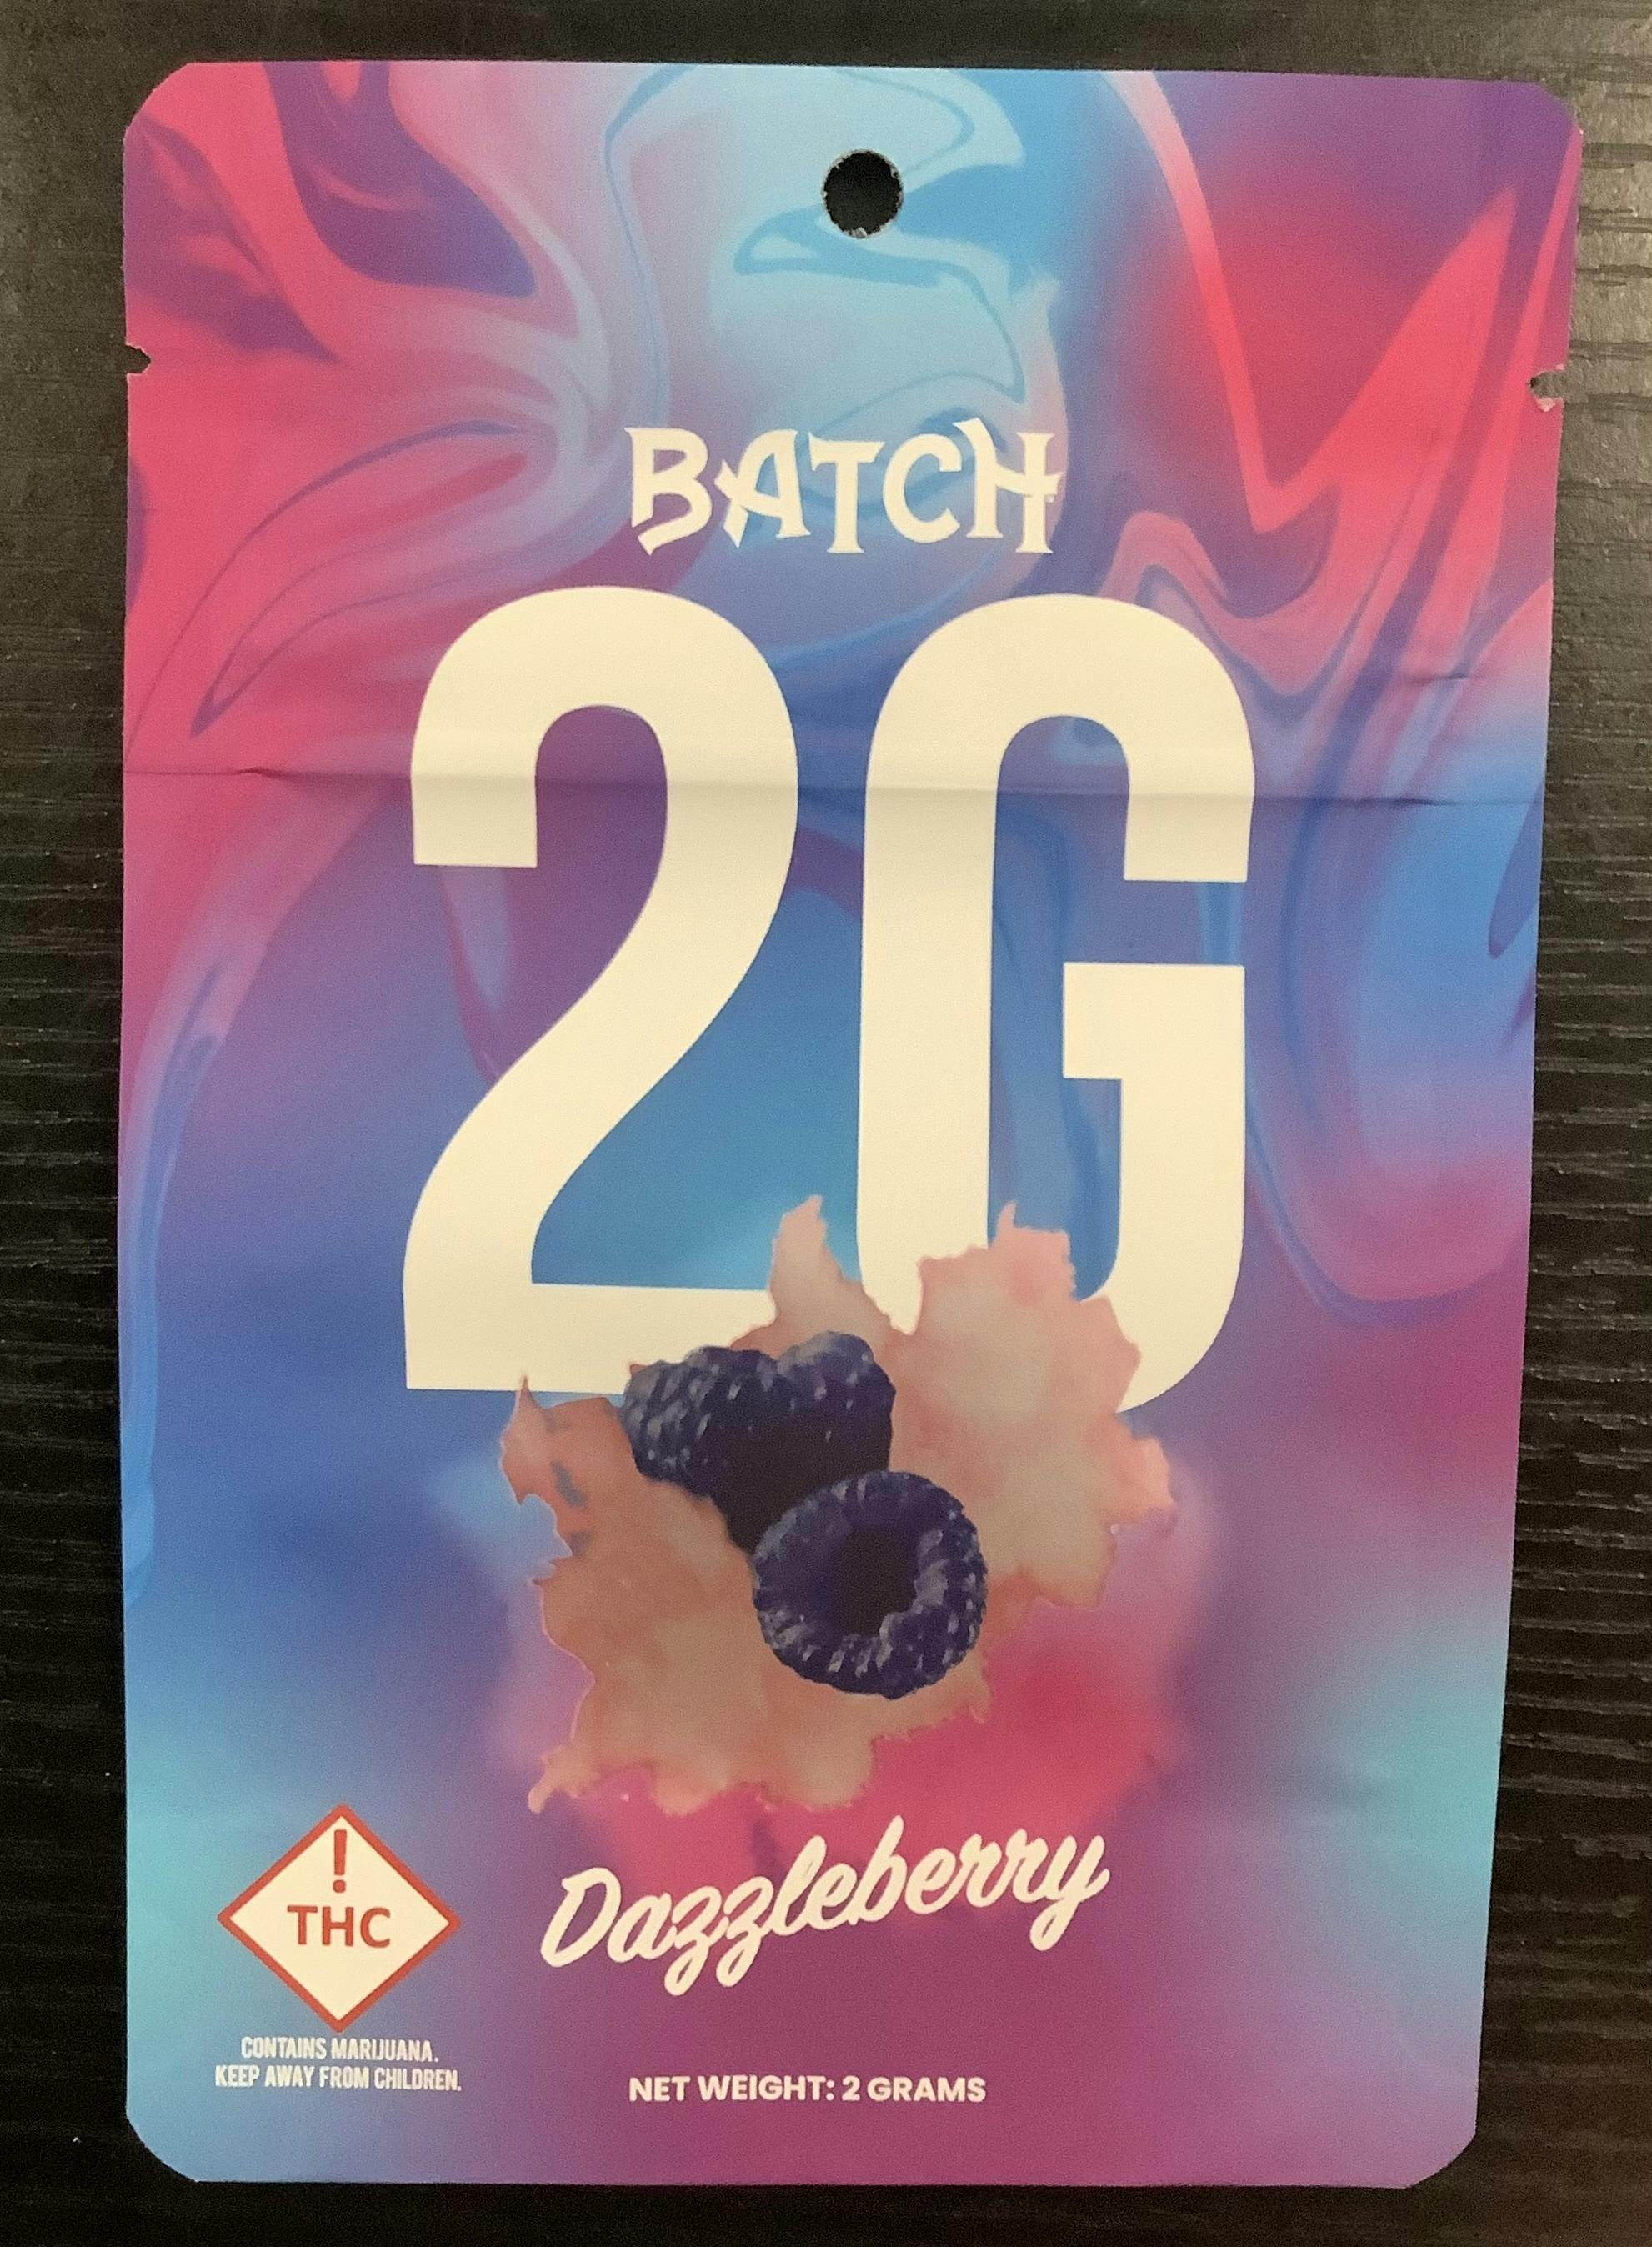 BATCH
2G
Dazzleberry
!
THC
CONTAINS MARIJUANA.
KEEP AWAY FROM CHILDREN.
NET WEIGHT: 2 GRAMS